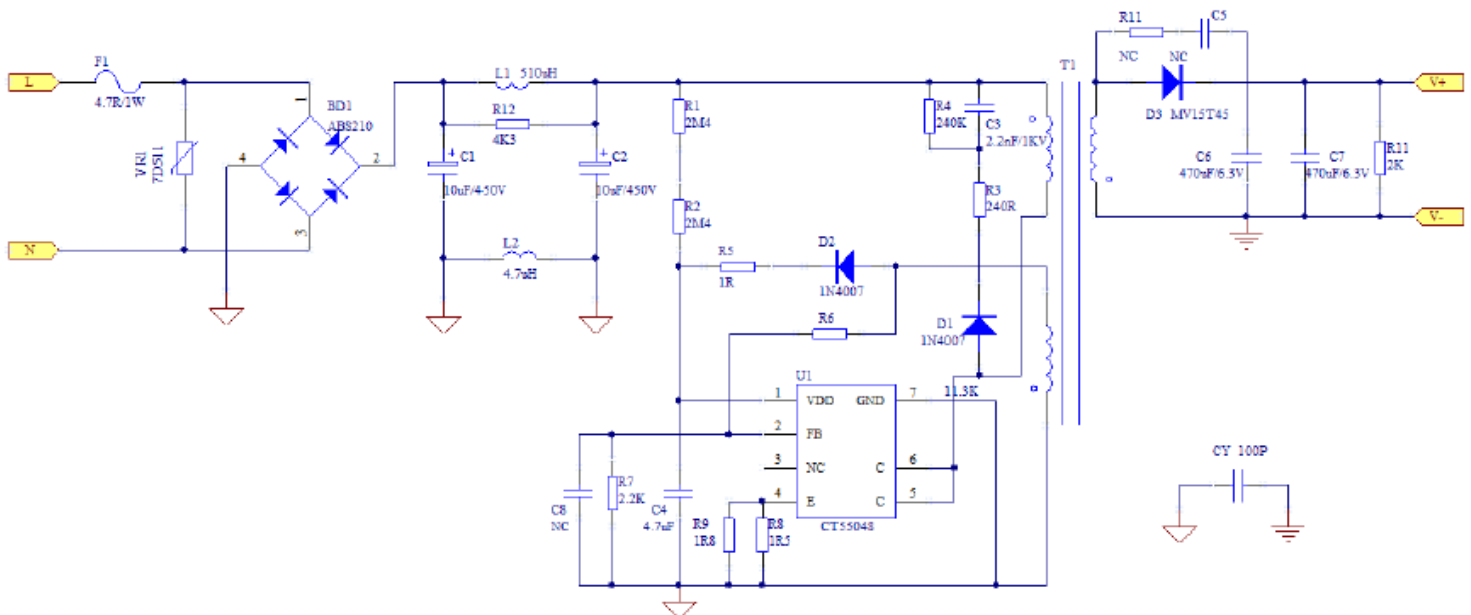 L
F1
4.7R/1W
VR1
7D511
N
BD1
ABS210
1
2
3
4
L1 510uH
R12
4K3
C1
10uF/450V
C2
10uF/450V
L2
4.7uH
R1
2M4
R2
2M4
R5
1R
D2
1N4007
R6
R4
240K
C3
2.2nF/1KV
R3
240R
D1
1N4007
11.3K
T1
U1
1
VDD
GND
7
2
FB
3
NC
C
6
4
E
C
5
CT55048
C8
NC
R7
2.2K
C4
4.7uF
R9
1R8
R8
1R5
R11
NC
C5
NC
D3 MV15T45
C6
470uF/6.3V
C7
470uF/6.3V
R11
2K
V+
V-
CY 100P